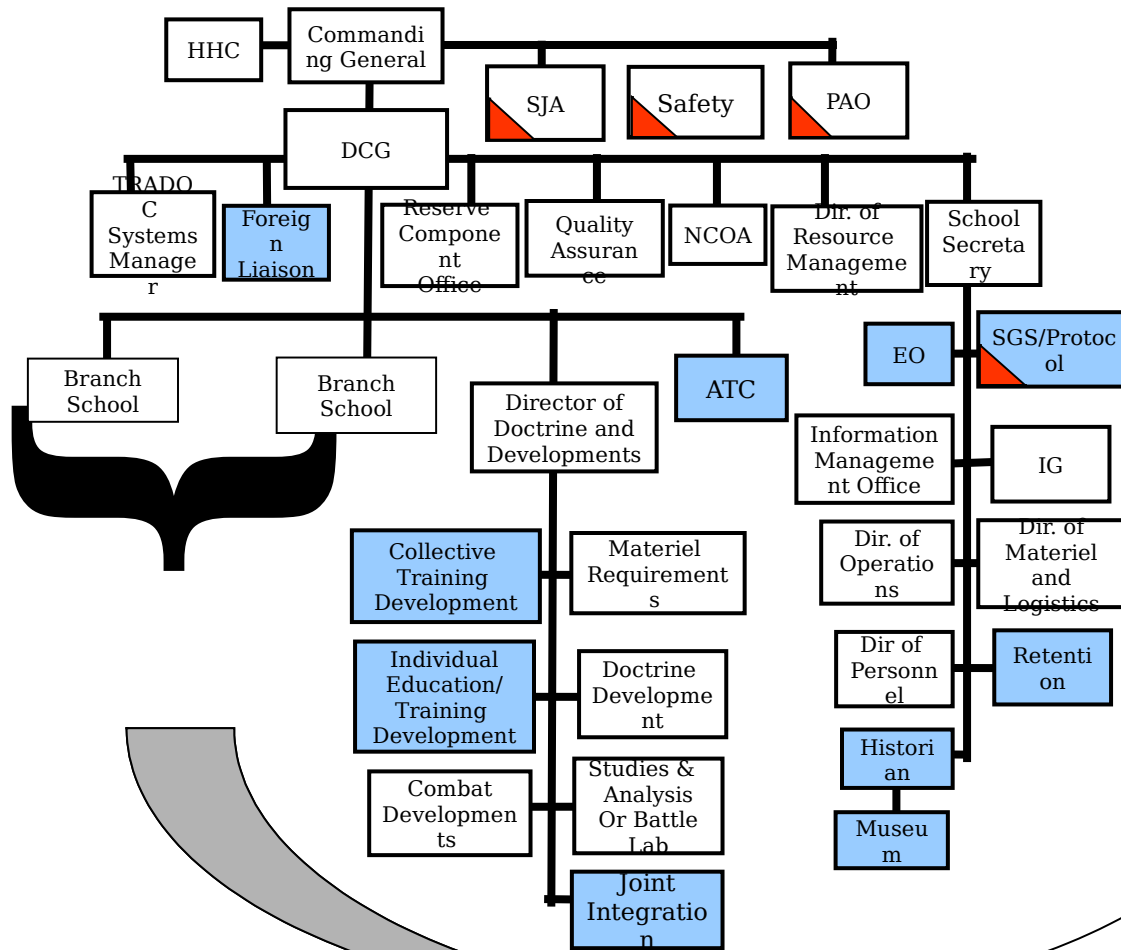 HHC
Commandi
ng General
SJA
Safety
PAO
DCG
TRADO
C
Systems
Manage
r
Foreig
n
Liaison
Reserve
Compone
nt
Office
Quality
Assuran
ce
NCOA
Dir. of
Resource
Manageme
nt
School
Secreta
ry
EO
SGS/Protoc
ol
Branch
School
Branch
School
Director of
Doctrine and
Developments
ATC
Information
Manageme
nt Office
IG
Collective
Training
Development
Materiel
Requirement
s
Dir. of
Operatio
ns
Dir. of
Materiel
and
Logistics
Individual
Education/
Training
Development
Doctrine
Developme
nt
Dir of
Personn
el
Retenti
on
Combat
Developmen
ts
Studies &
Analysis
Or Battle
Lab
Histori
an
Museu
m
Joint
Integratio
n